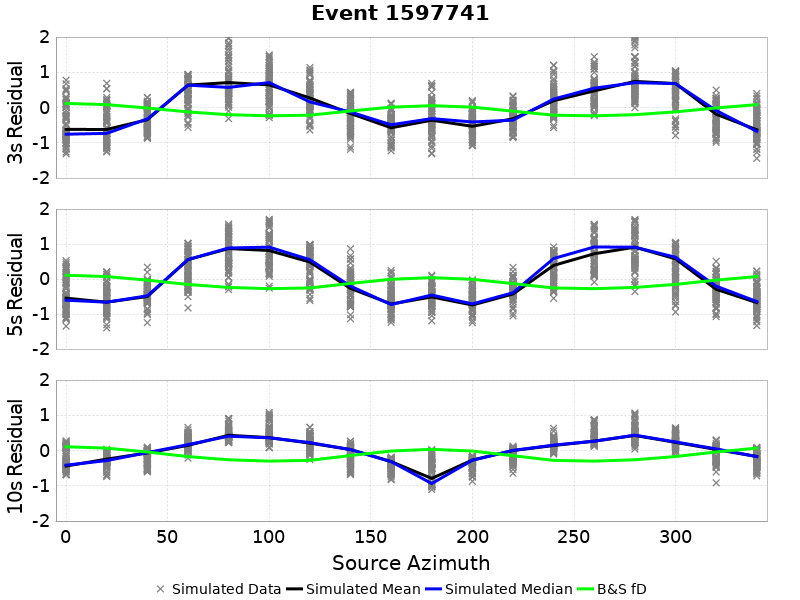 Event 1597741
3s Residual
2
1
0
-1
-2
5s Residual
2
1
0
-1
-2
10s Residual
2
1
0
-1
-2
0 50 100 150 200 250 300
Source Azimuth
Simulated Data Simulated Mean Simulated Median B&S fD